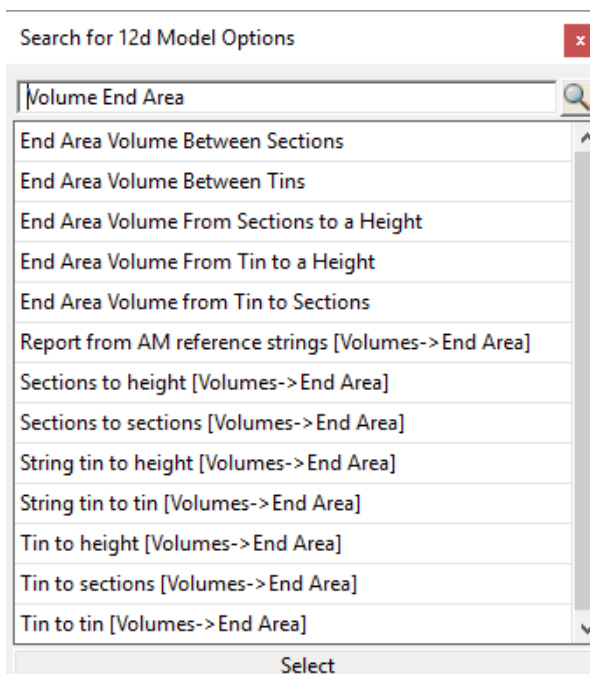 Search for 12d Model Options
x
Volume End Area
End Area Volume Between Sections
End Area Volume Between Tins
End Area Volume From Sections to a Height
End Area Volume From Tin to a Height
End Area Volume from Tin to Sections
Report from AM reference strings [Volumes->End Area]
Sections to height [Volumes->End Area]
Sections to sections [Volumes->End Area]
String tin to height [Volumes->End Area]
String tin to tin [Volumes->End Area]
Tin to height [Volumes->End Area]
Tin to sections [Volumes->End Area]
Tin to tin [Volumes->End Area]
Select